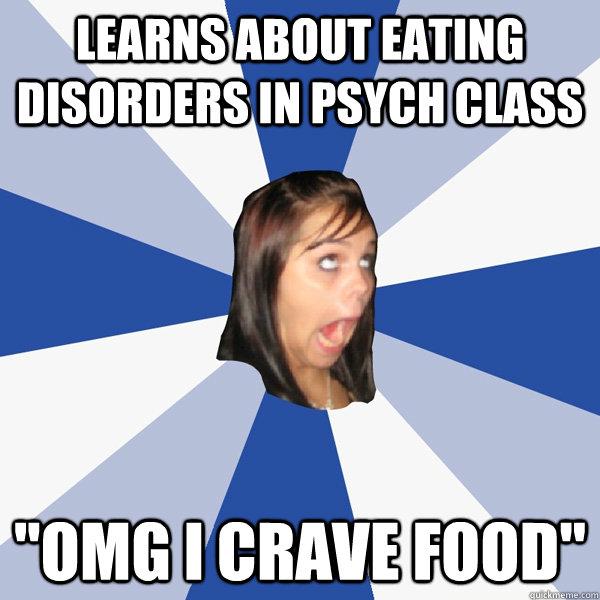 LEARNS ABOUT EATING
DISORDERS IN PSYCH CLASS
"OMG I CRAVE FOOD"
quickmeme.com